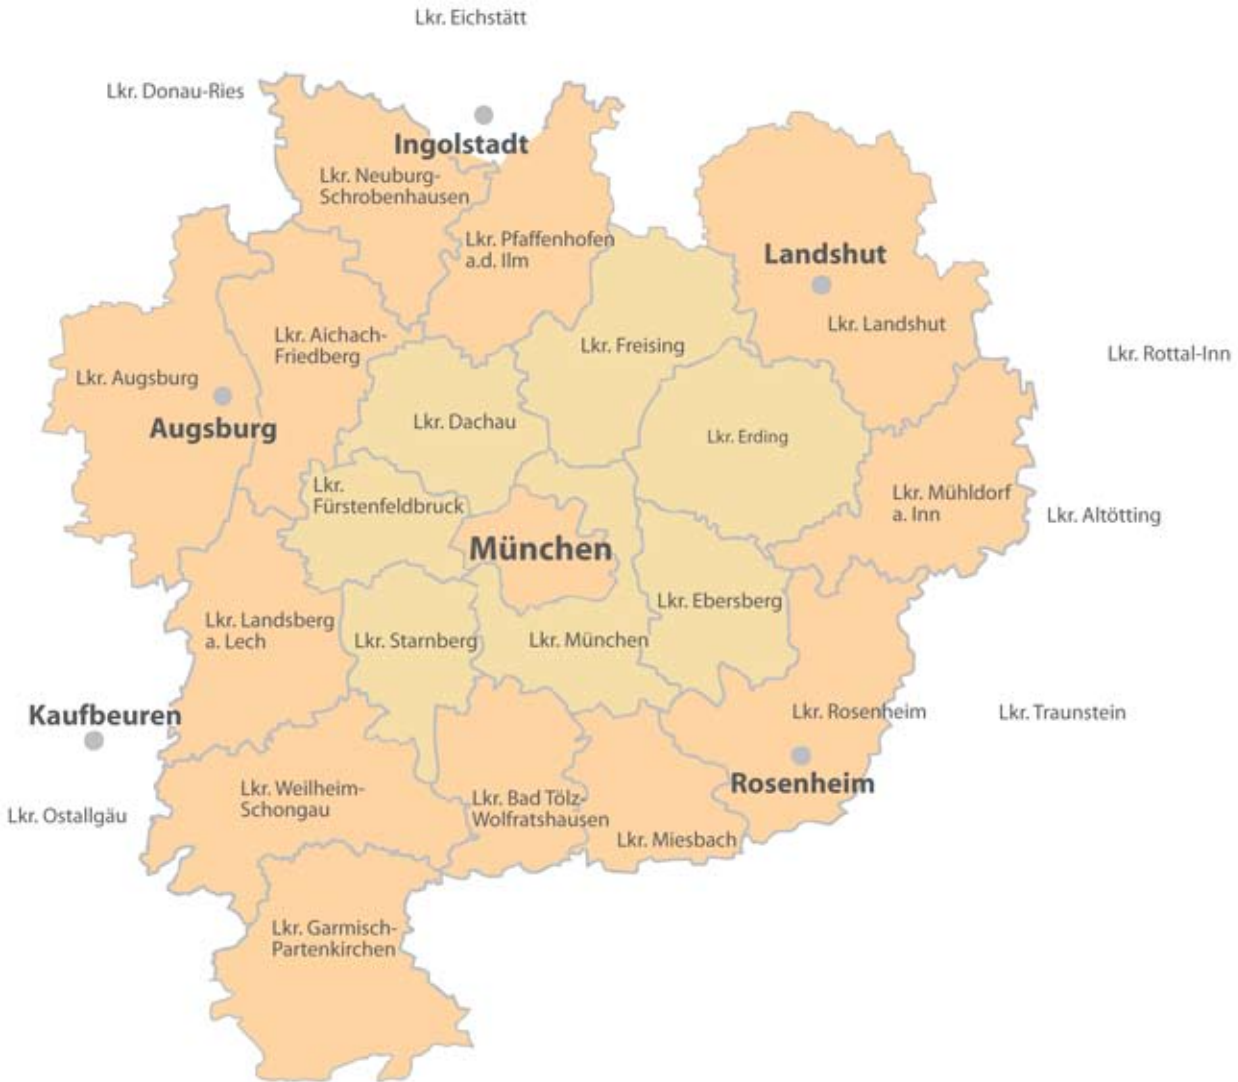 Lkr. Eichstätt
Lkr. Donau-Ries
Ingolstadt
Lkr. Neuburg-
Schrobenhausen
Lkr. Pfaffenhofen
a.d. Ilm
Landshut
Lkr. Landshut
Lkr. Aichach-
Friedberg
Lkr. Freising
Lkr. Rottal-Inn
Lkr. Augsburg
Augsburg
Lkr. Dachau
Lkr. Erding
Lkr.
Fürstenfeldbruck
Lkr. Mühldorf
a. Inn
Lkr. Altötting
München
Lkr. Ebersberg
Lkr. Landsberg
a. Lech
Lkr. Starnberg
Lkr. München
Kaufbeuren
Lkr. Rosenheim
Lkr. Traunstein
Rosenheim
Lkr. Weilheim-
Schongau
Lkr. Bad Tölz-
Wolfratshausen
Lkr. Ostallgäu
Lkr. Miesbach
Lkr. Garmisch-
Partenkirchen